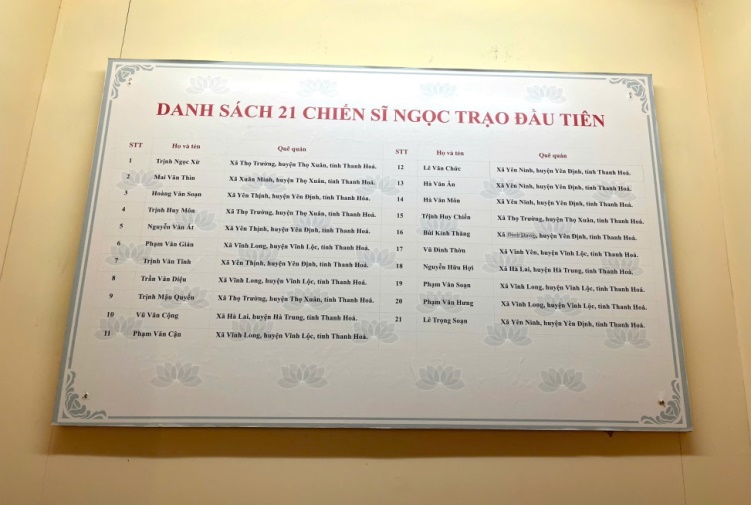 DANH SÁCH 21 CHIẾN SĨ NGỌC TRẠO ĐẦU TIÊN
STT Họ và tên Quê quán
1 Trịnh Ngọc Xừ Xã Thọ Trường, huyện Thọ Xuân, tỉnh Thanh Hoá.
2 Mai Văn Thin Xã Xuân Minh, huyện Thọ Xuân, tỉnh Thanh Hoá.
3 Hoàng Văn Soạn Xã Yên Thịnh, huyện Yên Định, tỉnh Thanh Hóa.
4 Trịnh Huy Môn Xã Thọ Trường, huyện Thọ Xuân, tỉnh Thanh Hoá.
5 Nguyễn Văn Át Xã Yên Thịnh, huyện Yên Định, tỉnh Thanh Hoá.
6 Phạm Văn Giản Xã Vĩnh Long, huyện Vĩnh Lộc, tỉnh Thanh Hoá.
7 Trịnh Văn Tình Xã Yên Thịnh, huyện Yên Định, tỉnh Thanh Hoá.
8 Trần Văn Diệu Xã Vĩnh Long, huyện Vĩnh Lộc, tỉnh Thanh Hoá.
9 Trịnh Mậu Quyền Xã Thọ Trường, huyện Thọ Xuân, tỉnh Thanh Hoá.
10 Vũ Văn Cộng Xã Hà Lai, huyện Hà Trung, tỉnh Thanh Hoá.
11 Phạm Văn Cận Xã Vĩnh Long, huyện Vĩnh Lộc, tỉnh Thanh Hoá.
STT Họ và tên Quê quán
12 Lê Văn Chức Xã Yên Ninh, huyện Yên Định, tỉnh Thanh Hoá.
13 Hà Văn Ân Xã Yên Ninh, huyện Yên Định, tỉnh Thanh Hoá.
14 Hà Văn Môn Xã Yên Ninh, huyện Yên Định, tỉnh Thanh Hoá.
15 Trịnh Huy Chiến Xã Thọ Trường, huyện Thọ Xuân, tỉnh Thanh Hoá.
16 Bùi Kinh Thăng Xã huyện Yên Định, tỉnh Thanh Hoá.
17 Vũ Đình Thơn Xã Vĩnh Yên, huyện Vĩnh Lộc, tỉnh Thanh Hoá.
18 Nguyễn Hữu Hợi Xã Hà Lai, huyện Hà Trung, tỉnh Thanh Hoá.
19 Phạm Văn Soạn Xã Vĩnh Long, huyện Vĩnh Lộc, tỉnh Thanh Hoá.
20 Phạm Văn Hưng Xã Vĩnh Long, huyện Vĩnh Lộc, tỉnh Thanh Hoá.
21 Lê Trọng Soạn Xã Yên Ninh, huyện Yên Định, tỉnh Thanh Hoá.